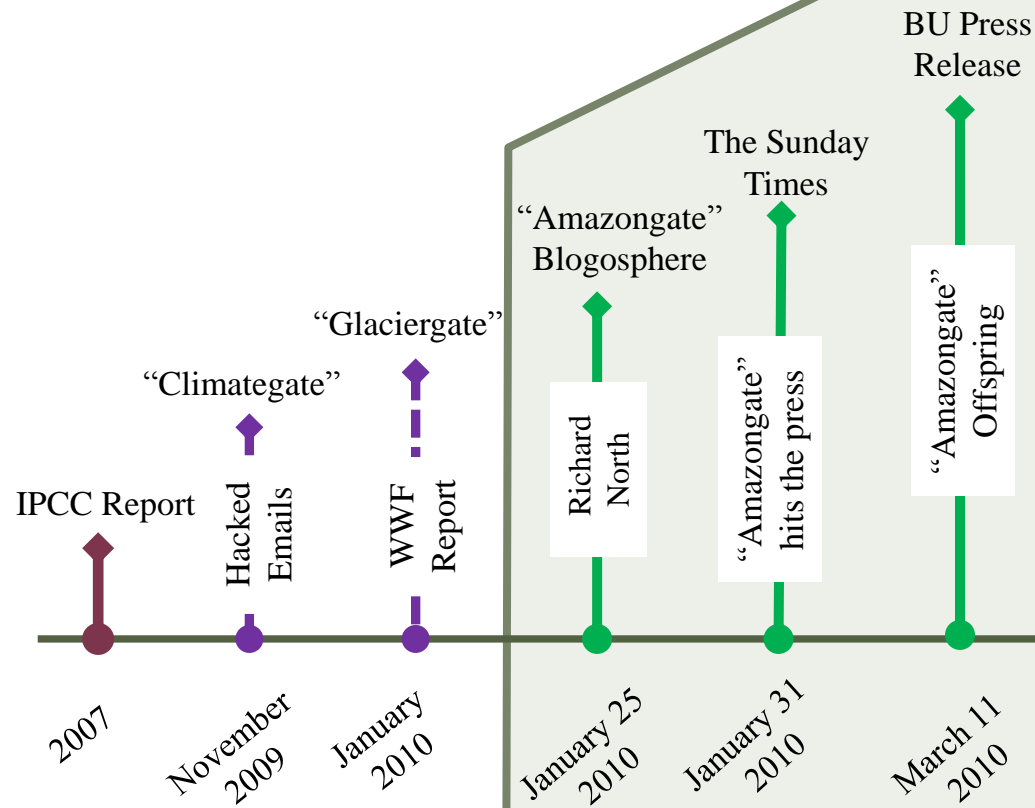 IPCC Report
2007
“Climategate”
Hacked
Emails
November
2009
“Glaciergate”
WWF
Report
January
2010
“Amazongate”
Blogosphere
Richard
North
January 25
2010
The Sunday
Times
“Amazongate”
hits the press
January 31
2010
BU Press
Release
“Amazongate”
Offspring
March 11
2010